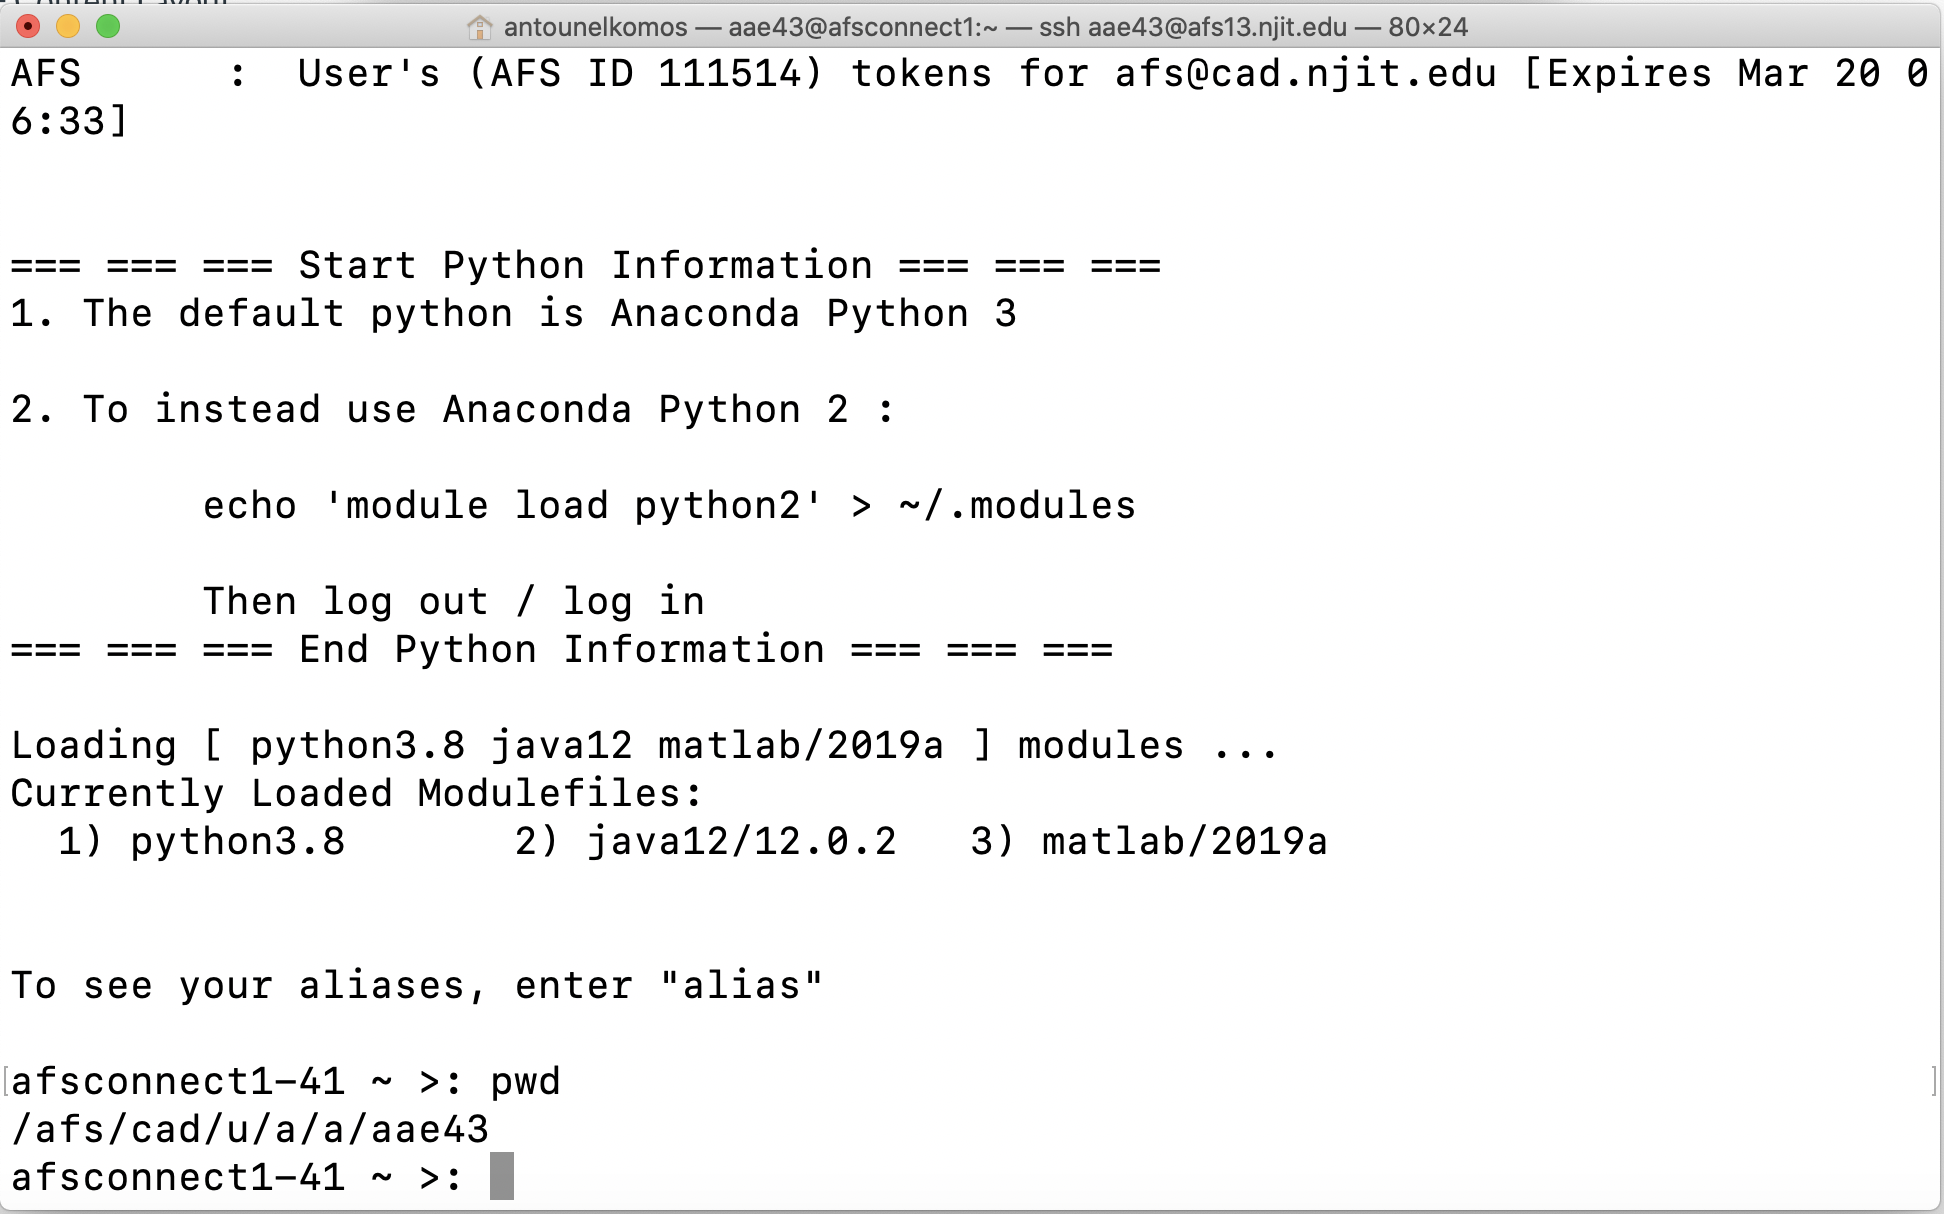 antounelkomos — aae43@afsconnect1:~ — ssh aae43@afs13.njit.edu — 80×24
AFS      :  User's (AFS ID 111514) tokens for afs@cad.njit.edu [Expires Mar 20 0
6:33]
=== === === Start Python Information === === ===
1. The default python is Anaconda Python 3
2. To instead use Anaconda Python 2 :
echo 'module load python2' > ~/.modules
Then log out / log in
=== === === End Python Information === === ===
Loading [ python3.8 java12 matlab/2019a ] modules ...
Currently Loaded Modulefiles:
1) python3.8       2) java12/12.0.2   3) matlab/2019a
To see your aliases, enter "alias"
[afsconnect1-41 ~ >: pwd ]
/afs/cad/u/a/a/aae43
afsconnect1-41 ~ >: